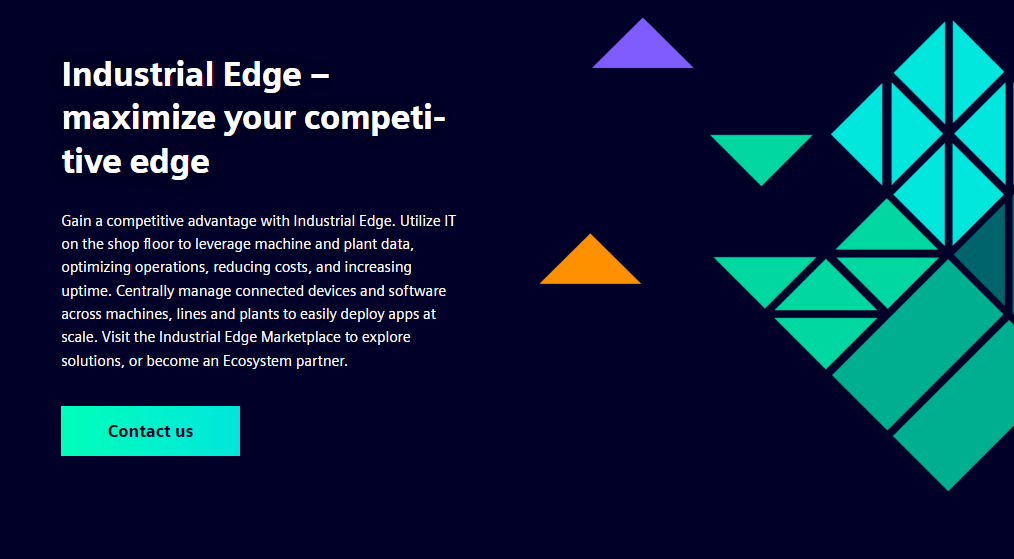 Industrial Edge –
maximize your competi-
tive edge
Gain a competitive advantage with Industrial Edge. Utilize IT
on the shop floor to leverage machine and plant data,
optimizing operations, reducing costs, and increasing
uptime. Centrally manage connected devices and software
across machines, lines and plants to easily deploy apps at
scale. Visit the Industrial Edge Marketplace to explore
solutions, or become an Ecosystem partner.
Contact us